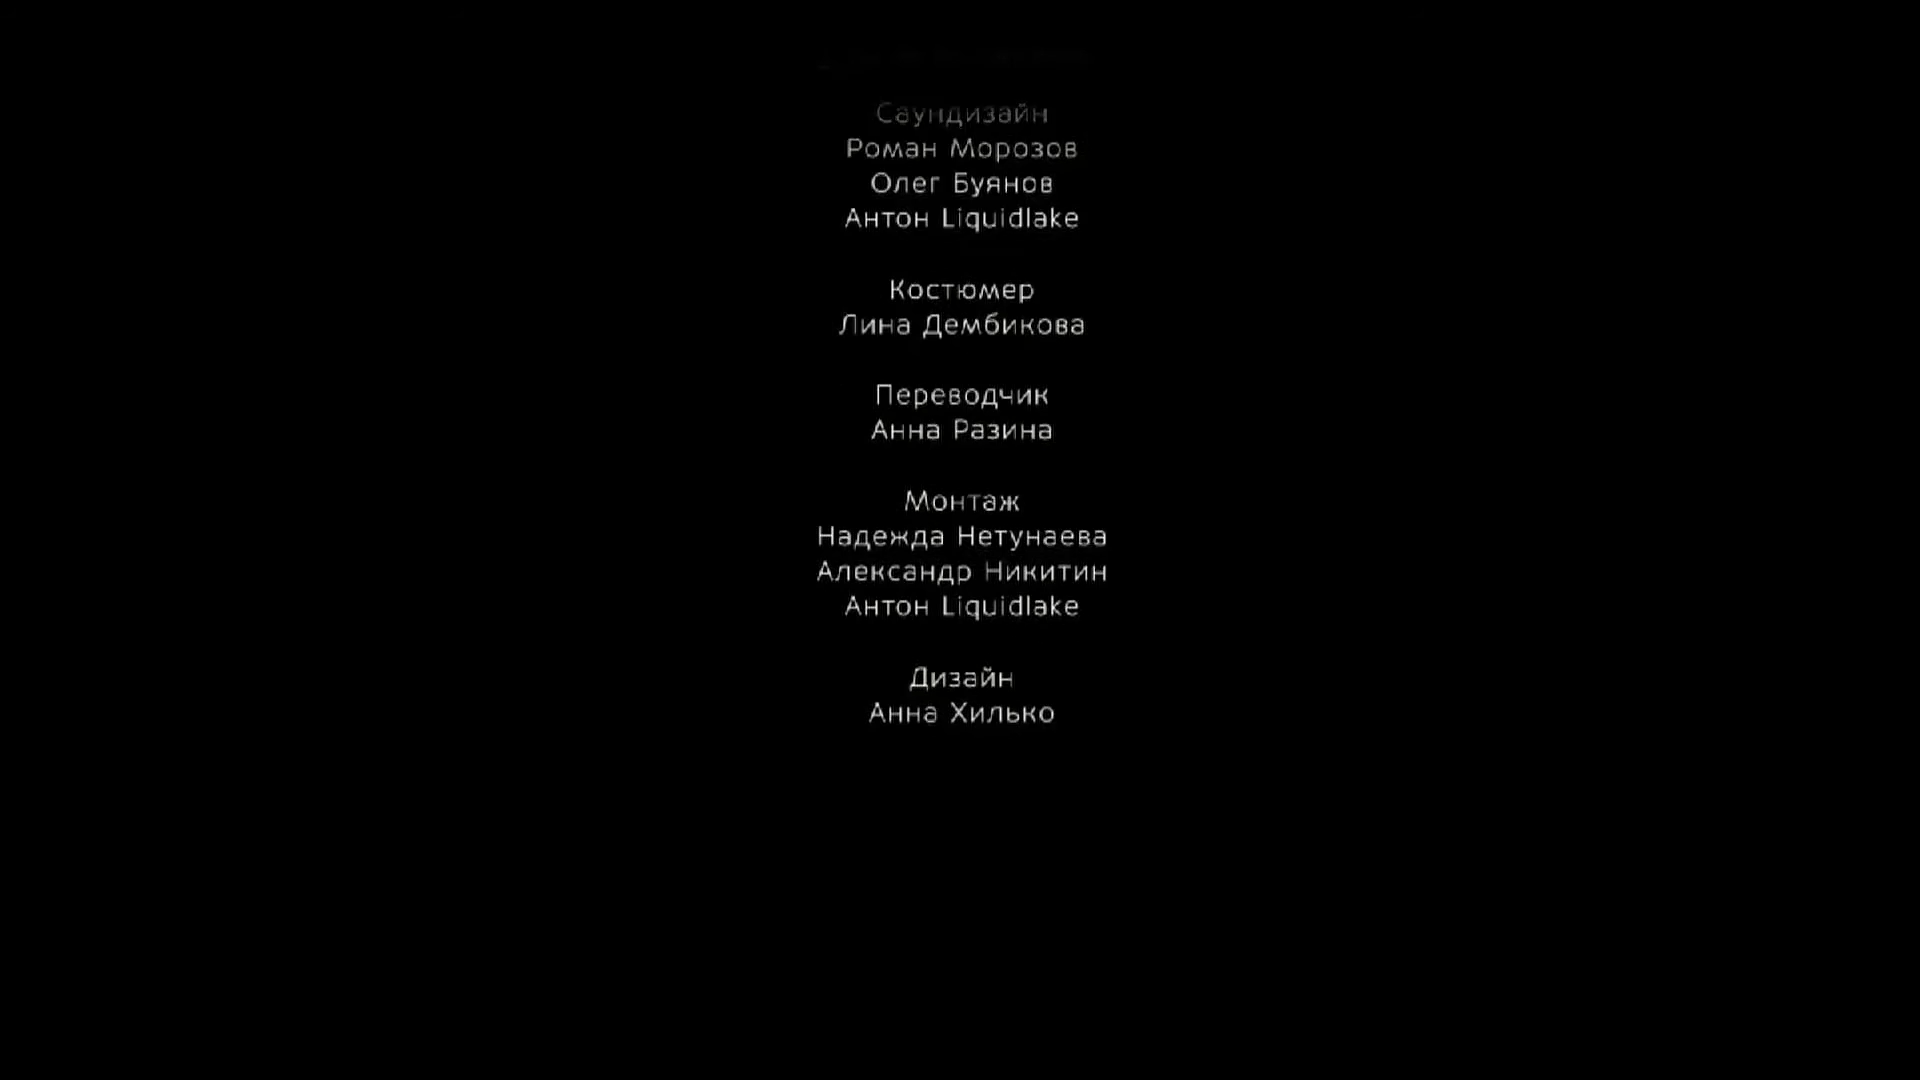 Саундизайн
Роман Морозов
Олег Буянов
Антон Liquidlake
Костюмер
Лина Дембикова
Переводчик
Анна Разина
Монтаж
Надежда Нетунаева
Александр Никитин
Антон Liquidlake
Дизайн
Анна Хилько